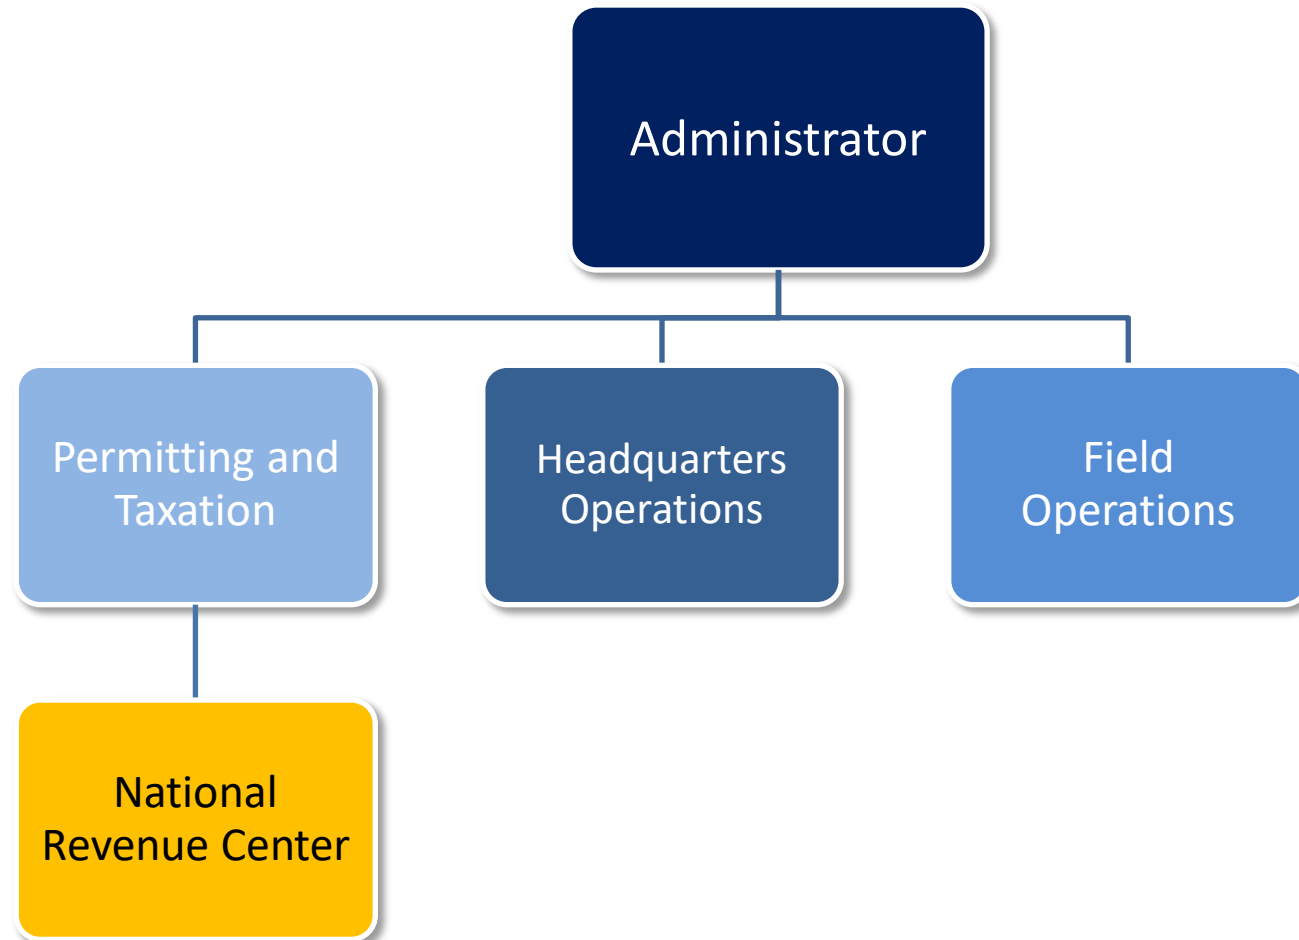 Administrator
Permitting and
Taxation
Headquarters
Operations
Field
Operations
National
Revenue Center